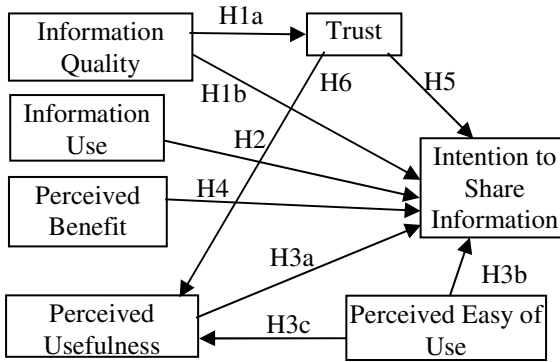 Information
Quality
H1a
Trust
H1b
H6
H5
Information
Use
H2
Intention to
Share
Information
Perceived
Benefit
H4
H3a
H3b
Perceived
Usefulness
H3c
Perceived Easy of
Use